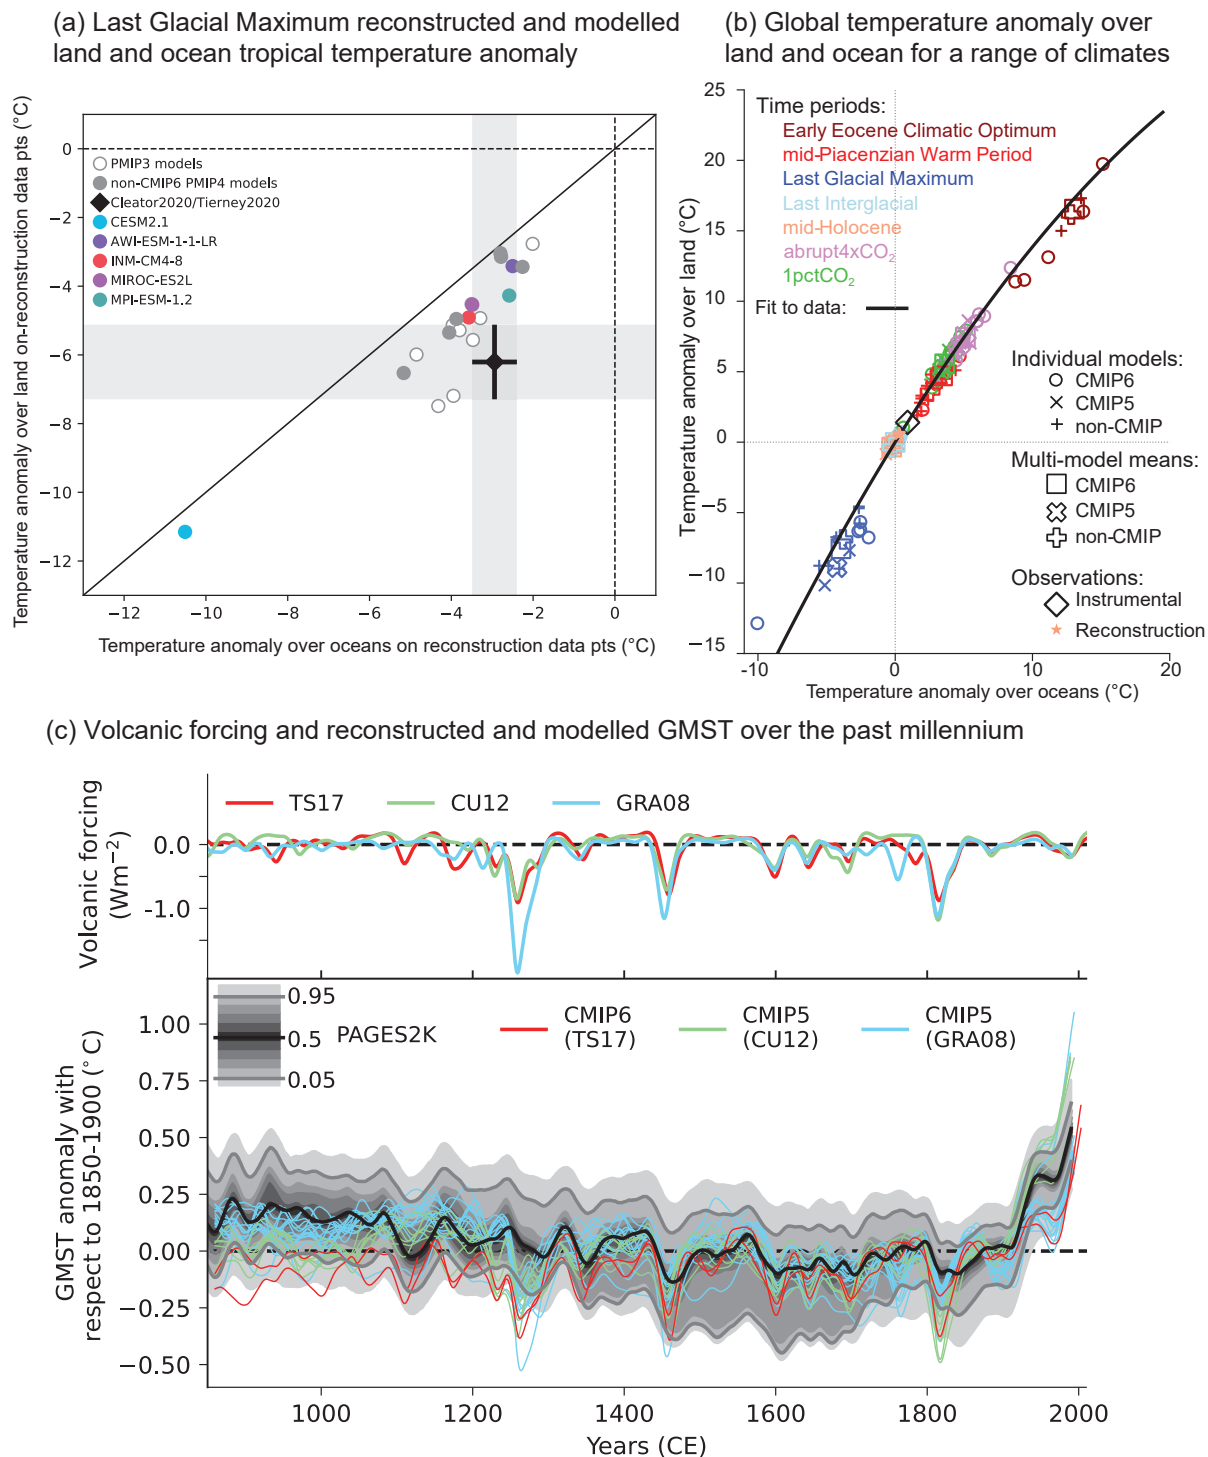 (a) Last Glacial Maximum reconstructed and modelled
land and ocean tropical temperature anomaly
Temperature anomaly over land on-reconstruction data pts (°C)
0
−2
−4
−6
−8
−10
−12
PMIP3 models
non-CMIP6 PMIP4 models
Cleator2020/Tierney2020
CESM2.1
AWI-ESM-1-1-LR
INM-CM4-8
MIROC-ES2L
MPI-ESM-1.2
−12 −10 −8 −6 −4 −2 0
Temperature anomaly over oceans on reconstruction data pts (°C)
(b) Global temperature anomaly over
land and ocean for a range of climates
Temperature anomaly over land (°C)
25
20
15
10
5
0
−5
−10
−15
Time periods:
Early Eocene Climatic Optimum
mid-Piacenzian Warm Period
Last Glacial Maximum
Last Interglacial
mid-Holocene
abrupt4xCO₂
1pctCO₂
Fit to data:
Individual models:
CMIP6
CMIP5
non-CMIP
Multi-model means:
CMIP6
CMIP5
non-CMIP
Observations:
Instrumental
Reconstruction
-10 0 10 20
Temperature anomaly over oceans (°C)
(c) Volcanic forcing and reconstructed and modelled GMST over the past millennium
Volcanic forcing
(Wm⁻²)
0.0
-1.0
TS17 CU12 GRA08
GMST anomaly with
respect to 1850-1900 (°C)
1.00
0.75
0.50
0.25
0.00
−0.25
−0.50
0.95
0.5
0.05
PAGES2K
CMIP6
(TS17)
CMIP5
(CU12)
CMIP5
(GRA08)
1000 1200 1400 1600 1800 2000
Years (CE)